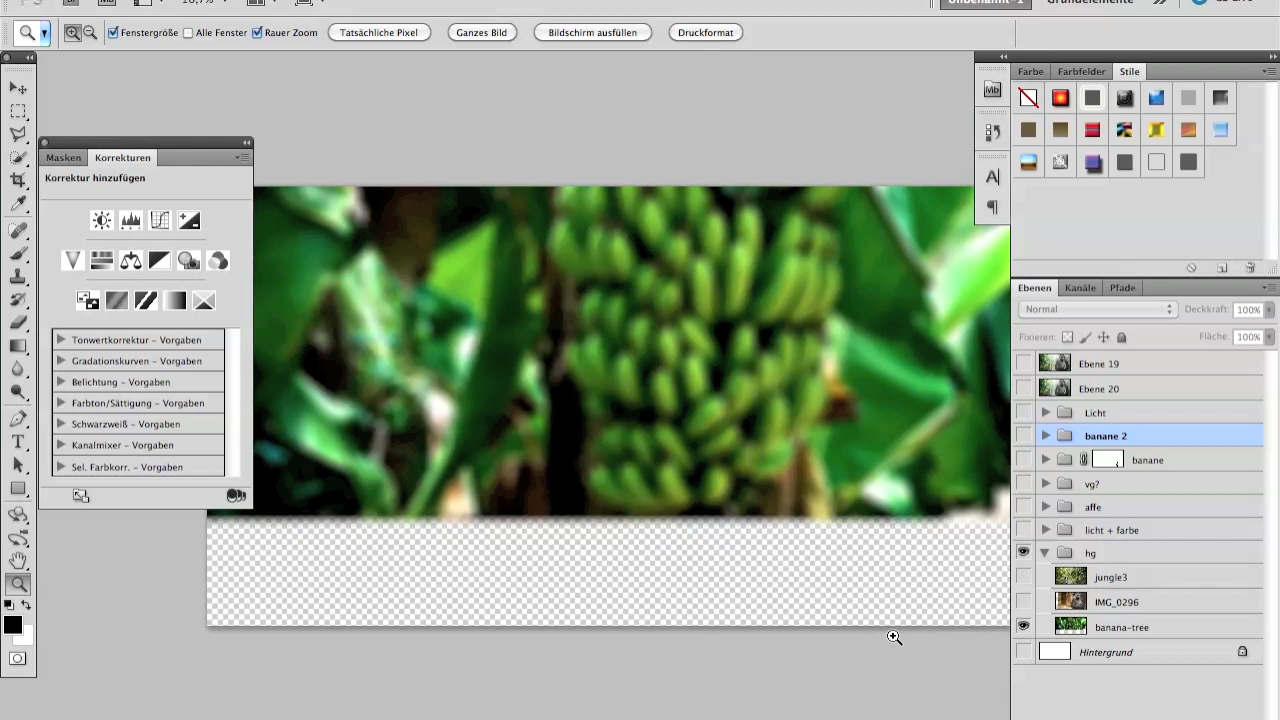 Fenstergröße Alle Fenster Rauer Zoom Tatsächliche Pixel Ganzes Bild Bildschirm ausfüllen Druckformat
Farbe Farbfelder Stile
Mb
Masken Korrekturen
Korrektur hinzufügen
Tonwertkorrektur – Vorgaben
Gradationskurven – Vorgaben
Belichtung – Vorgaben
Farbton/Sättigung – Vorgaben
Schwarzweiß – Vorgaben
Kanalmixer – Vorgaben
Sel. Farbkorr. – Vorgaben
Ebenen Kanäle Pfade
Normal Deckkraft: 100%
Fixieren: Fläche: 100%
Ebene 19
Ebene 20
Licht
banane 2
banane
vg?
affe
licht + farbe
hg
jungle3
IMG_0296
banana-tree
Hintergrund